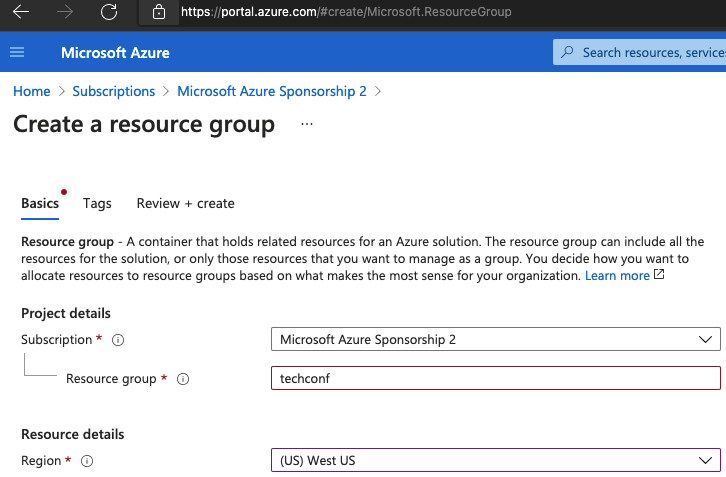 https://portal.azure.com/#create/Microsoft.ResourceGroup
Microsoft Azure
Search resources, service
Home > Subscriptions > Microsoft Azure Sponsorship 2 >
Create a resource group ...
Basics Tags Review + create
Resource group - A container that holds related resources for an Azure solution. The resource group can include all the
resources for the solution, or only those resources that you want to manage as a group. You decide how you want to
allocate resources to resource groups based on what makes the most sense for your organization. Learn more
Project details
Subscription * Microsoft Azure Sponsorship 2
Resource group * techconf
Resource details
Region * (US) West US